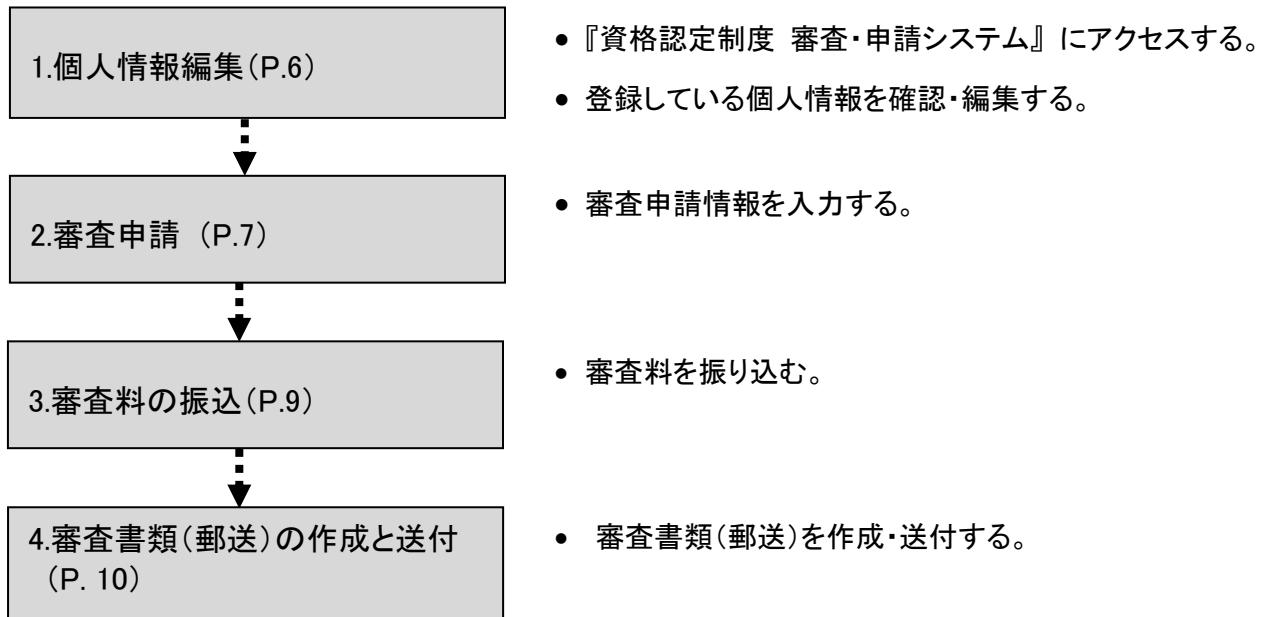 1.個人情報編集(P.6)
• 『資格認定制度 審査・申請システム』 にアクセスする。
• 登録している個人情報を確認・編集する。
2.審査申請 (P.7)
• 審査申請情報を入力する。
3.審査料の振込(P.9)
• 審査料を振り込む。
4.審査書類(郵送)の作成と送付
(P. 10)
• 審査書類(郵送)を作成・送付する。